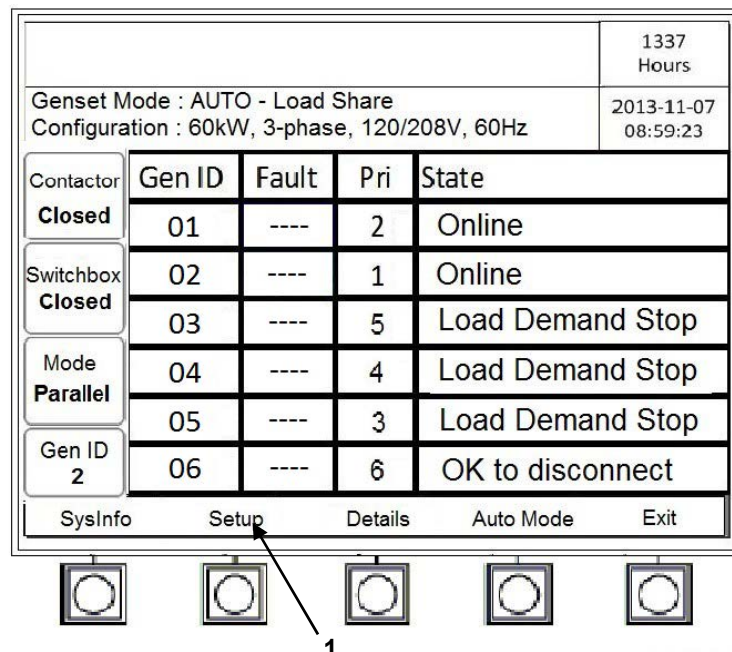 1337
Hours
Genset Mode : AUTO - Load Share
Configuration : 60kW, 3-phase, 120/208V, 60Hz
2013-11-07
08:59:23
Contactor
Closed
Switchbox
Closed
Mode
Parallel
Gen ID
2
Gen ID Fault Pri State
01 ---- 2 Online
02 ---- 1 Online
03 ---- 5 Load Demand Stop
04 ---- 4 Load Demand Stop
05 ---- 3 Load Demand Stop
06 ---- 6 OK to disconnect
SysInfo Setup Details Auto Mode Exit
1